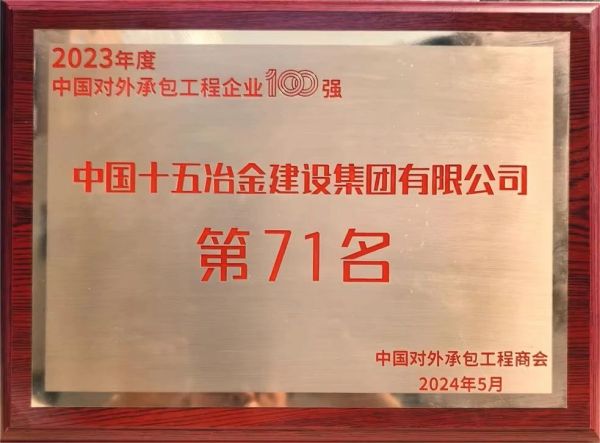 2023年度
中国对外承包工程企业100强
中国十五冶金建设集团有限公司
第71名
中国对外承包工程商会
2024年5月